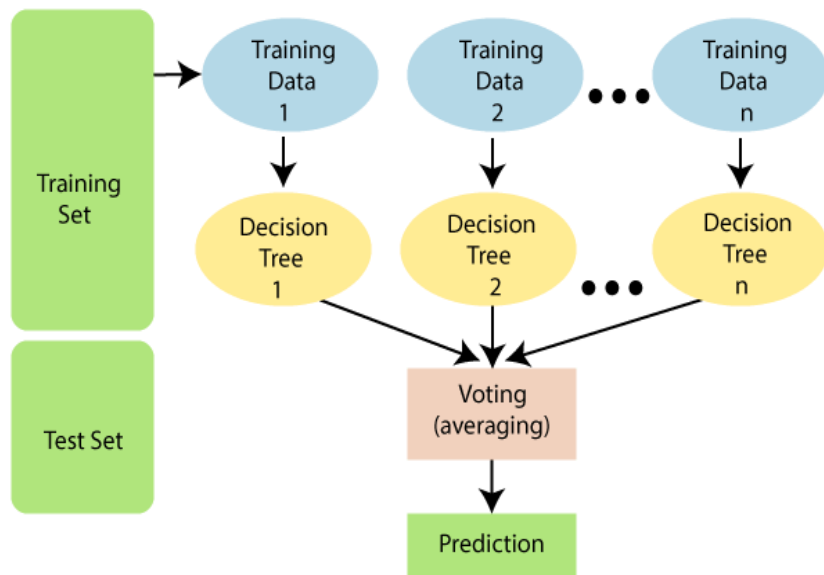 Training
Data
1
Training
Data
2
Training
Data
n
Training
Set
Decision
Tree
1
Decision
Tree
2
Decision
Tree
n
Test Set
Voting
(averaging)
Prediction